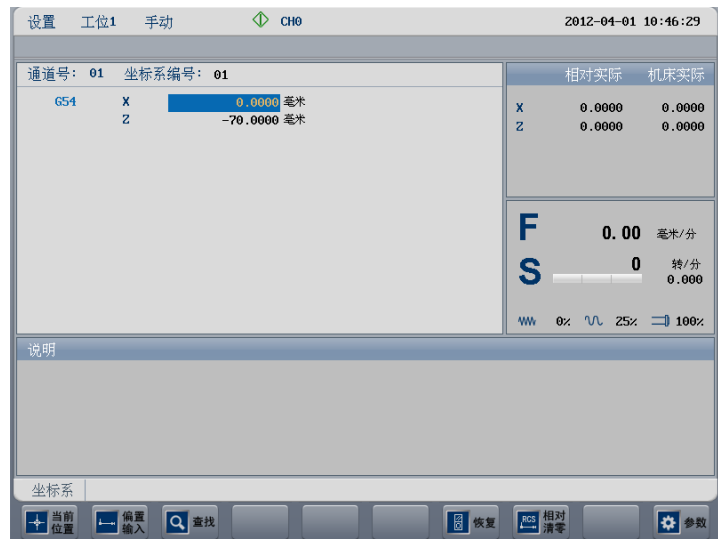 设置 工位1 手动 CH0 2012-04-01 10:46:29
通道号: 01 坐标系编号: 01
相对实际 机床实际
G54 X 0.0000 毫米
Z -70.0000 毫米
X 0.0000 0.0000
Z 0.0000 0.0000
F 0.00 毫米/分
S 0 转/分
0.000
0% 25% 100%
说明
坐标系
当前位置 偏置输入 查找 恢复 RCS 相对清零 参数